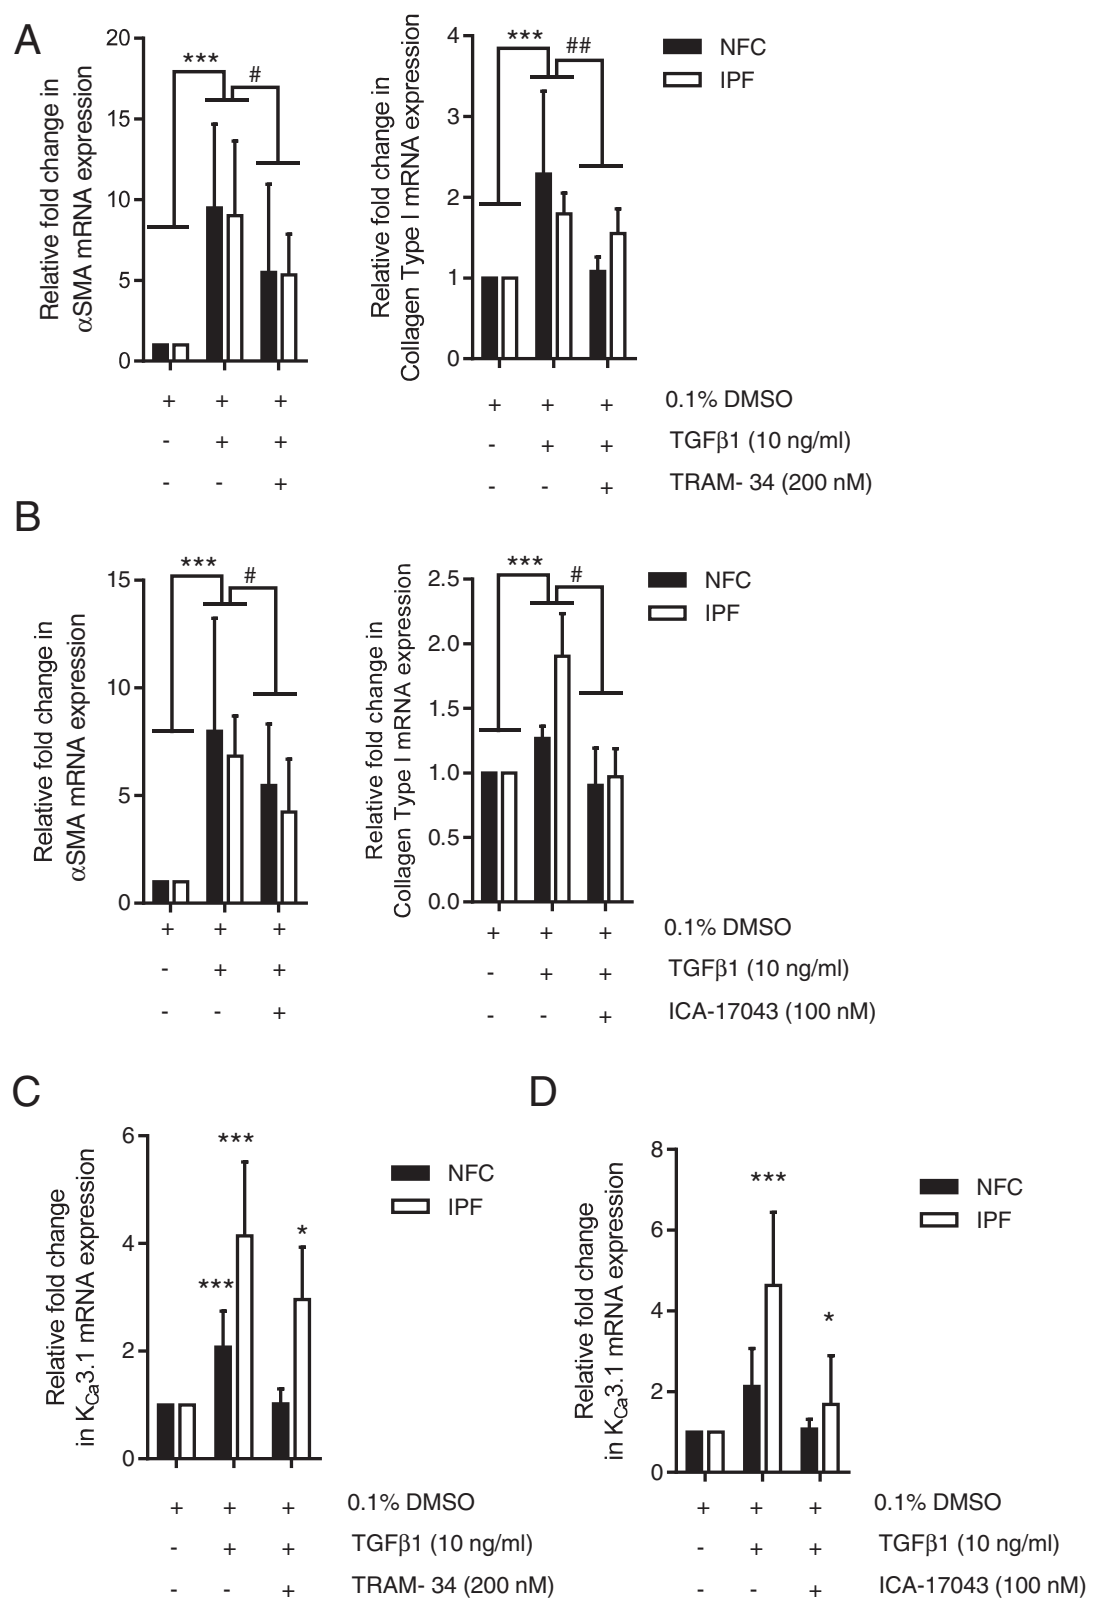 A
Relative fold change in
αSMA mRNA expression
20
15
10
5
0
***
#
Relative fold change in
Collagen Type I mRNA expression
4
3
2
1
0
***
##
NFC
IPF
+ + + + + + 0.1% DMSO
- + + - + + TGFβ1 (10 ng/ml)
- - + - - + TRAM- 34 (200 nM)
B
Relative fold change in
αSMA mRNA expression
15
10
5
0
***
#
Relative fold change in
Collagen Type I mRNA expression
2.5
2.0
1.5
1.0
0.5
0.0
***
#
NFC
IPF
+ + + + + + 0.1% DMSO
- + + - + + TGFβ1 (10 ng/ml)
- - + - - + ICA-17043 (100 nM)
C
Relative fold change
in KCa3.1 mRNA expression
6
4
2
0
***
***
*
NFC
IPF
+ + + 0.1% DMSO
- + + TGFβ1 (10 ng/ml)
- - + TRAM- 34 (200 nM)
D
Relative fold change
in KCa3.1 mRNA expression
8
6
4
2
0
***
*
NFC
IPF
+ + + 0.1% DMSO
- + + TGFβ1 (10 ng/ml)
- - + ICA-17043 (100 nM)